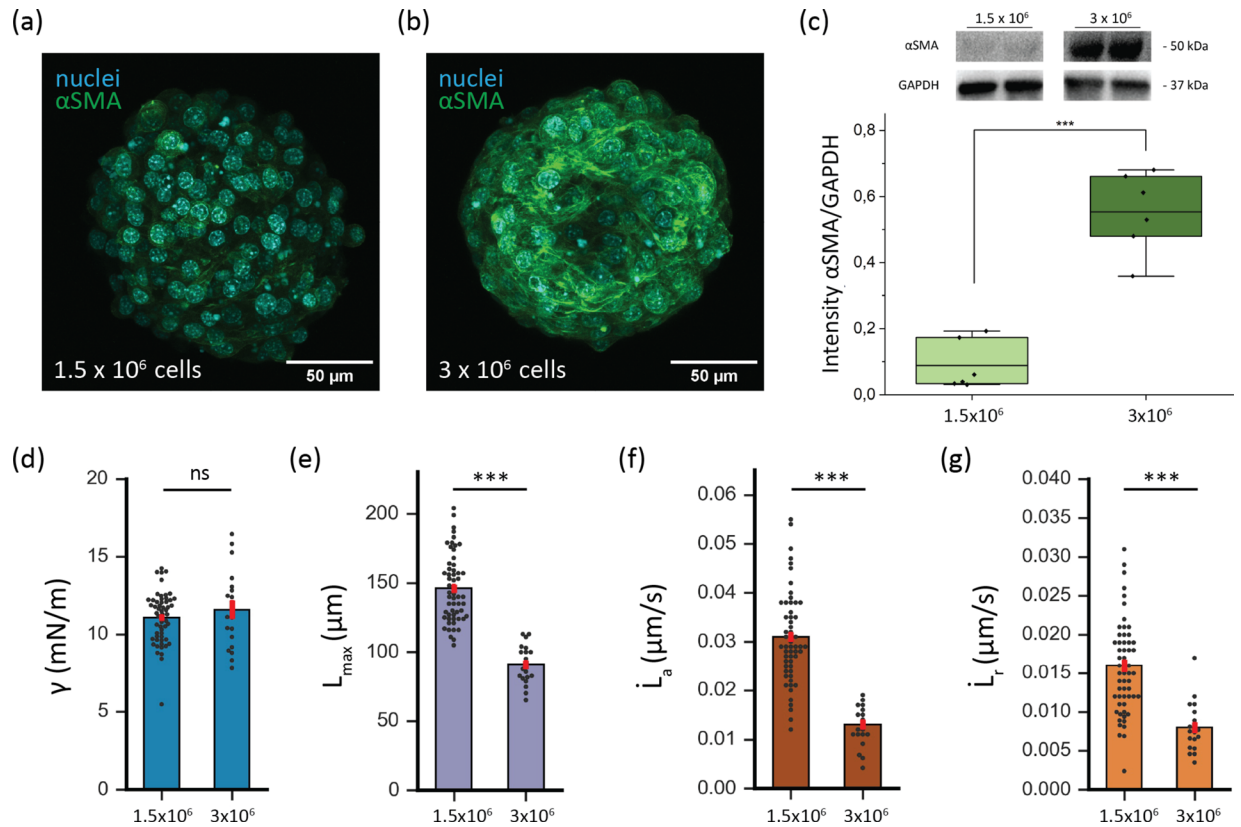 (a)
nuclei
αSMA
1.5 x 10⁶ cells
50 µm
(b)
nuclei
αSMA
3 x 10⁶ cells
50 µm
(c)
1.5 x 10⁶ 3 x 10⁶
αSMA - 50 kDa
GAPDH - 37 kDa
Intensity αSMA/GAPDH
0,8
0,6
0,4
0,2
0,0
***
1.5x10⁶ 3x10⁶
(d)
γ (mN/m)
20
15
10
5
0
ns
1.5x10⁶ 3x10⁶
(e)
Lmax (µm)
200
150
100
50
0
***
1.5x10⁶ 3x10⁶
(f)
L̇a (µm/s)
0.06
0.05
0.04
0.03
0.02
0.01
0.00
***
1.5x10⁶ 3x10⁶
(g)
L̇r (µm/s)
0.040
0.035
0.030
0.025
0.020
0.015
0.010
0.005
0.000
***
1.5x10⁶ 3x10⁶